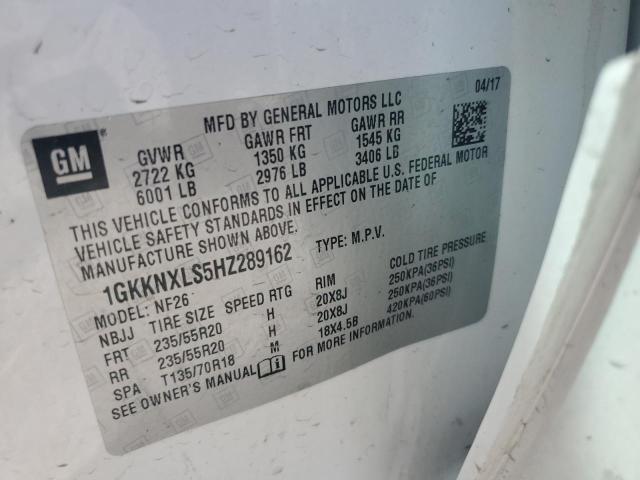 MFD BY GENERAL MOTORS LLC
04/17
GM
GVWR GAWR FRT GAWR RR
2722 KG 1350 KG 1545 KG
6001 LB 2976 LB 3406 LB
THIS VEHICLE CONFORMS TO ALL APPLICABLE U.S. FEDERAL MOTOR
VEHICLE SAFETY STANDARDS IN EFFECT ON THE DATE OF
MANUFACTURE SHOWN ABOVE.
1GKKNXLS5HZ289162 TYPE: M.P.V.
MODEL: NF26
NBJJ TIRE SIZE SPEED RTG RIM COLD TIRE PRESSURE
FRT 235/55R20 H 20X8J 250KPA(36PSI)
RR 235/55R20 H 20X8J 250KPA(36PSI)
SPA T135/70R18 M 18X4.5B 420KPA(60PSI)
SEE OWNER'S MANUAL FOR MORE INFORMATION.